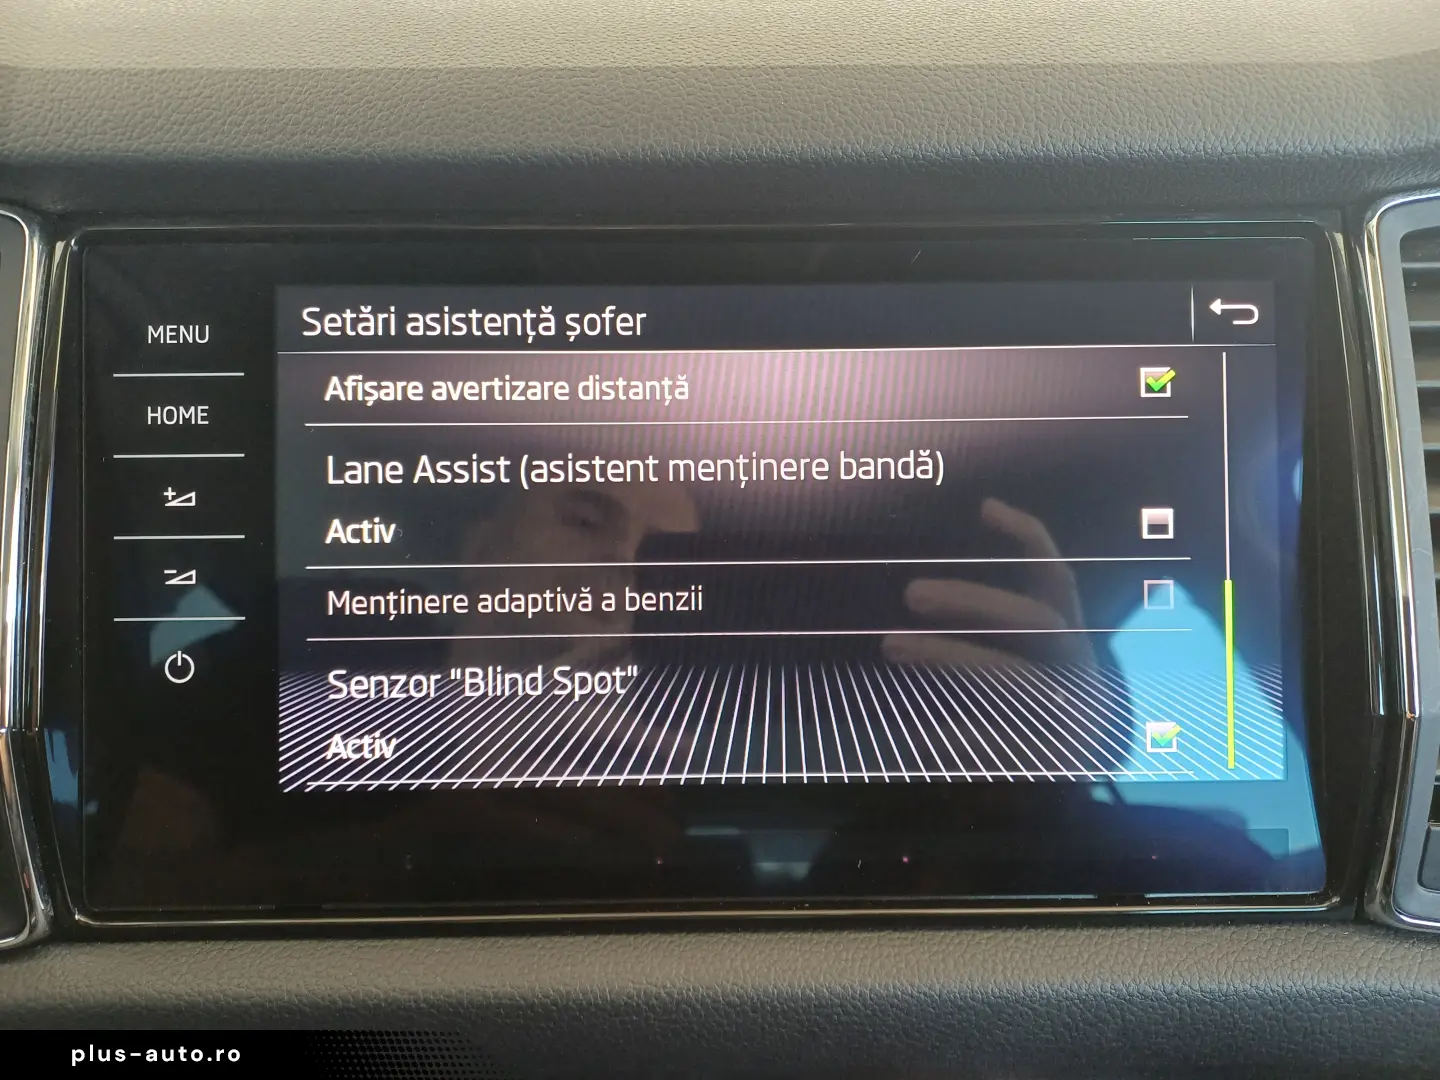 MENU
HOME
Setări asistență șofer
Afișare avertizare distanță
Lane Assist (asistent menținere bandă)
Activ
Menținere adaptivă a benzii
Senzor "Blind Spot"
Activ
plus-auto.ro